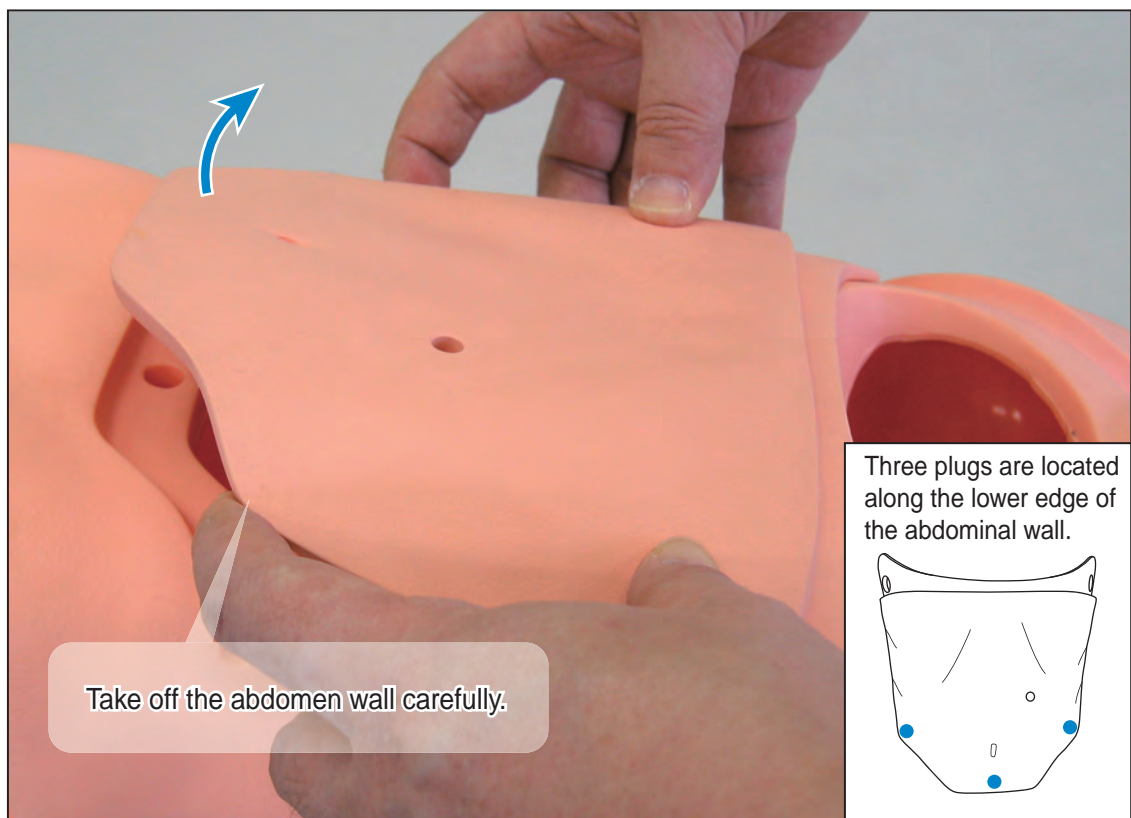 Three plugs are located
along the lower edge of
the abdominal wall.
Take off the abdomen wall carefully.